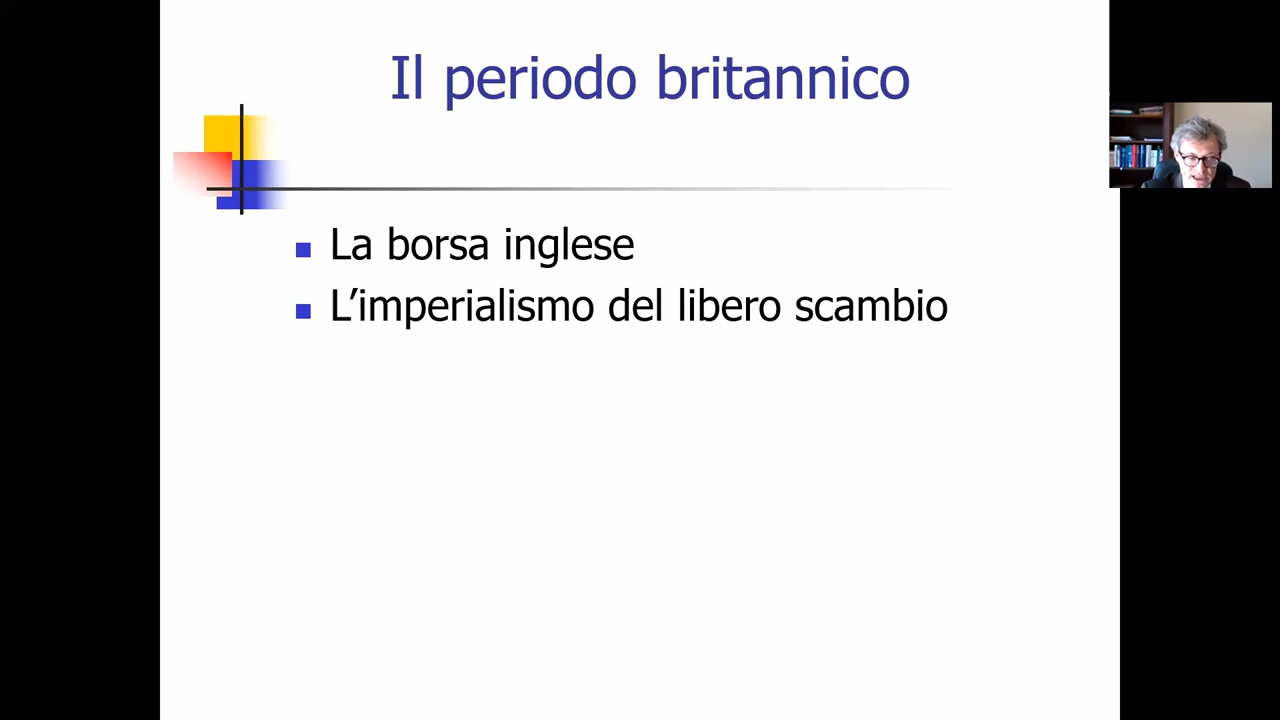 Il periodo britannico
La borsa inglese
L’imperialismo del libero scambio